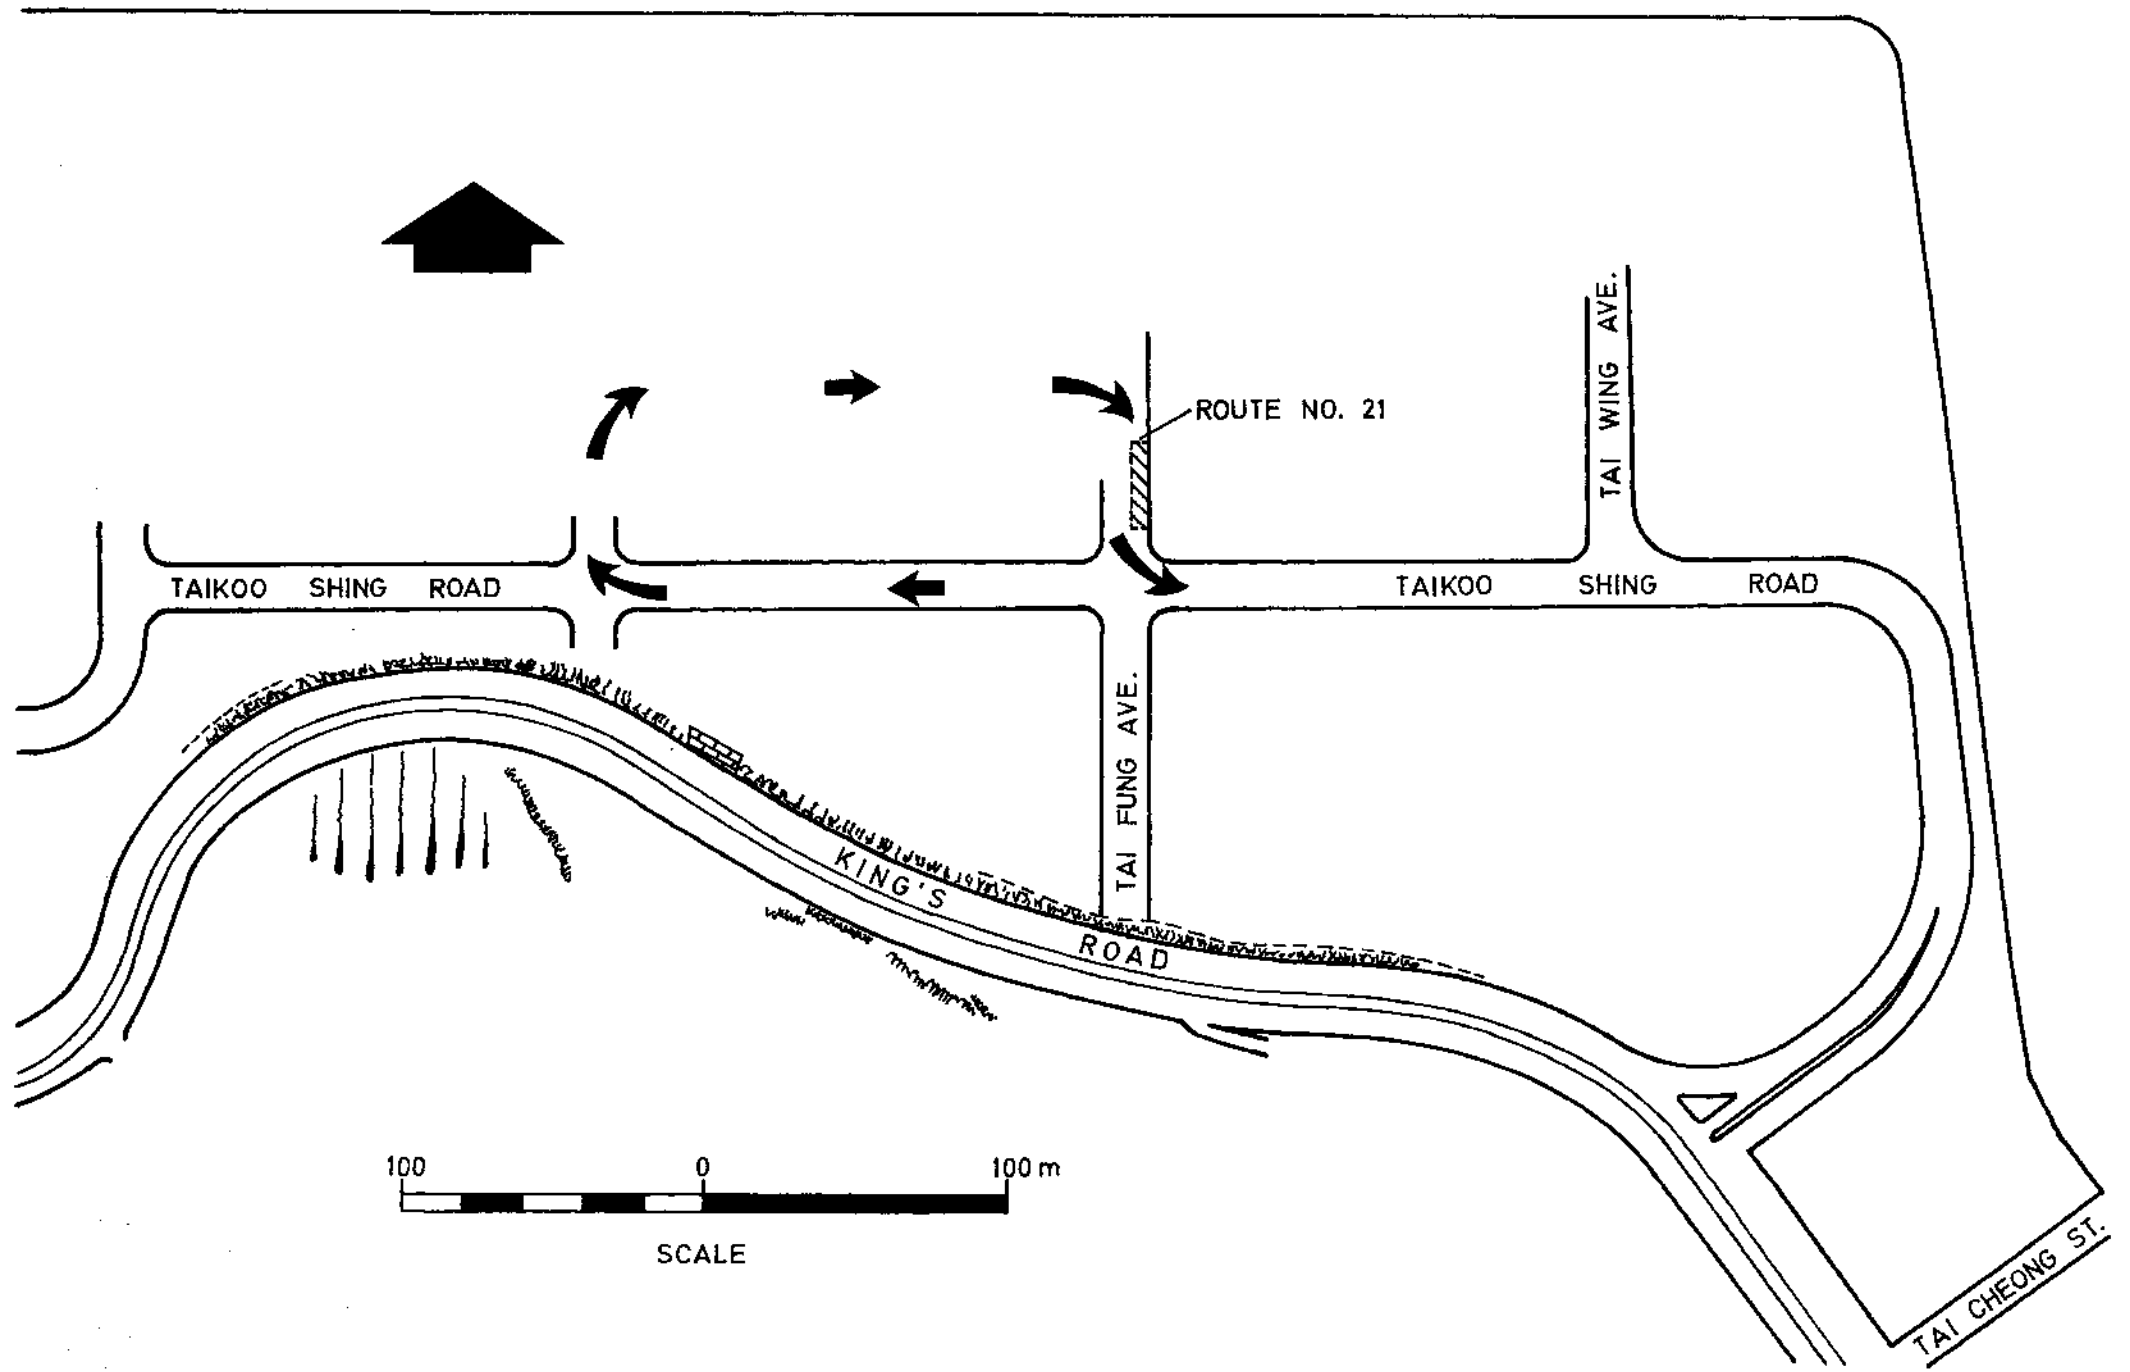 TAI WING AVE.
ROUTE NO. 21
TAIKOO SHING ROAD
TAIKOO SHING ROAD
TAI FUNG AVE.
KING'S ROAD
100 0 100 m
SCALE
TAI CHEONG ST.